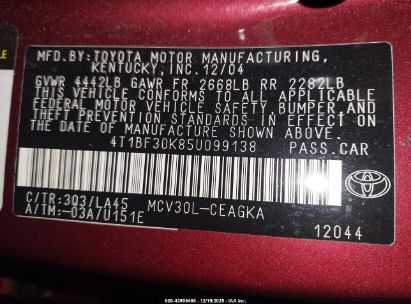 MFD.BY:TOYOTA MOTOR MANUFACTURING,
KENTUCKY, INC. 12/04
GVWR 4442LB GAWR FR. 2668LB RR 2282LB
THIS VEHICLE CONFORMS TO ALL APPLICABLE
FEDERAL MOTOR VEHICLE SAFETY, BUMPER, AND
THEFT PREVENTION STANDARDS IN EFFECT ON
THE DATE OF MANUFACTURE SHOWN ABOVE.
4T1BF30K85U099138 PASS.CAR
C/TR:3Q3/LA45 MCV30L-CEAGKA
A/TM:-03A/U151E
TOYOTA
12044